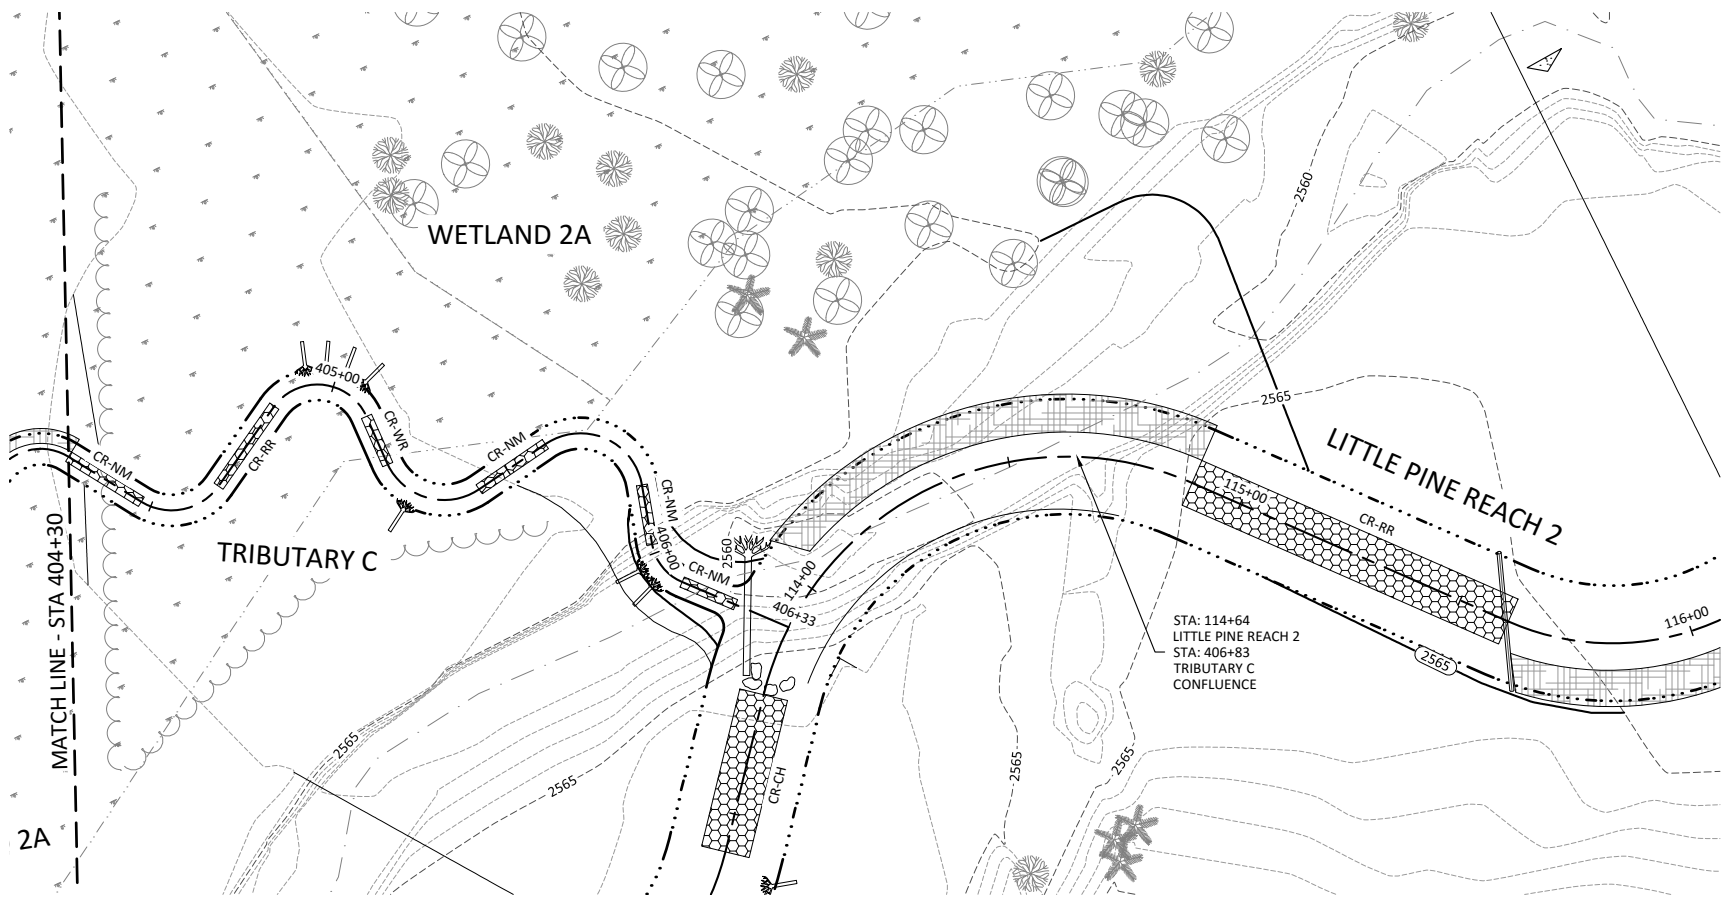 2560
WETLAND 2A
405+00
2565
CR-WR
CR-NM
CR-RR
CR-NM
LITTLE PINE REACH 2
CR-NM
115+00
CR-RR
406+00
2560
MATCH LINE - STA 404+30
TRIBUTARY C
CR-NM
114+00
406+33
STA: 114+64
LITTLE PINE REACH 2
STA: 406+83
TRIBUTARY C
CONFLUENCE
116+00
2565
2565
2565
2565
2565
CR-CH
2A